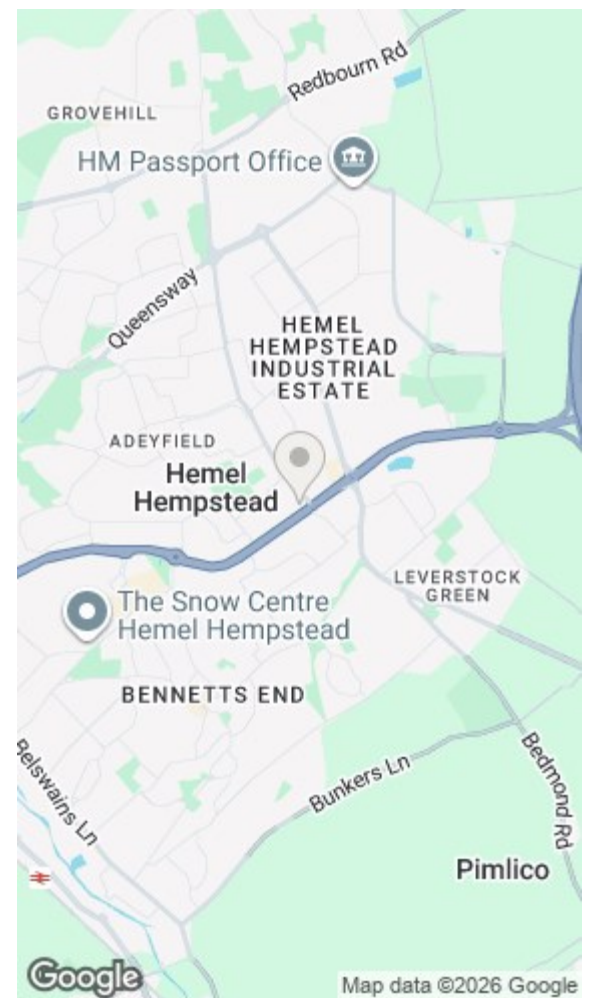 Redbourn Rd
GROVEHILL
HM Passport Office
Queensway
HEMEL
HEMPSTEAD
INDUSTRIAL
ESTATE
ADEYFIELD
Hemel
Hempstead
LEVERSTOCK
GREEN
The Snow Centre
Hemel Hempstead
BENNETTS END
Belswains Ln
Bunkers Ln
Bedmond Rd
Pimlico
Google
Map data ©2026 Google